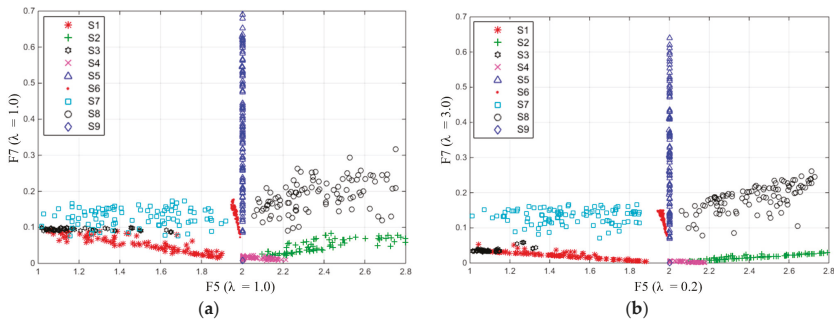 0.7
0.6
0.5
0.4
0.3
0.2
0.1
0
F7 (λ = 1.0)
S1
S2
S3
S4
S5
S6
S7
S8
S9
1
1.2
1.4
1.6
1.8
2
2.2
2.4
2.6
2.8
F5 (λ = 1.0)
(a)
0.7
0.6
0.5
0.4
0.3
0.2
0.1
0
F7 (λ = 3.0)
S1
S2
S3
S4
S5
S6
S7
S8
S9
1
1.2
1.4
1.6
1.8
2
2.2
2.4
2.6
2.8
F5 (λ = 0.2)
(b)